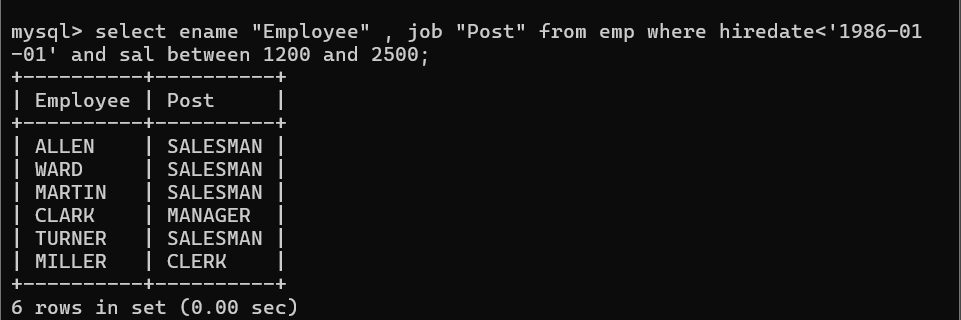 mysql> select ename "Employee" , job "Post" from emp where hiredate<'1986-01
-01' and sal between 1200 and 2500;
+----------+----------+
| Employee | Post     |
+----------+----------+
| ALLEN    | SALESMAN |
| WARD     | SALESMAN |
| MARTIN   | SALESMAN |
| CLARK    | MANAGER  |
| TURNER   | SALESMAN |
| MILLER   | CLERK    |
+----------+----------+
6 rows in set (0.00 sec)